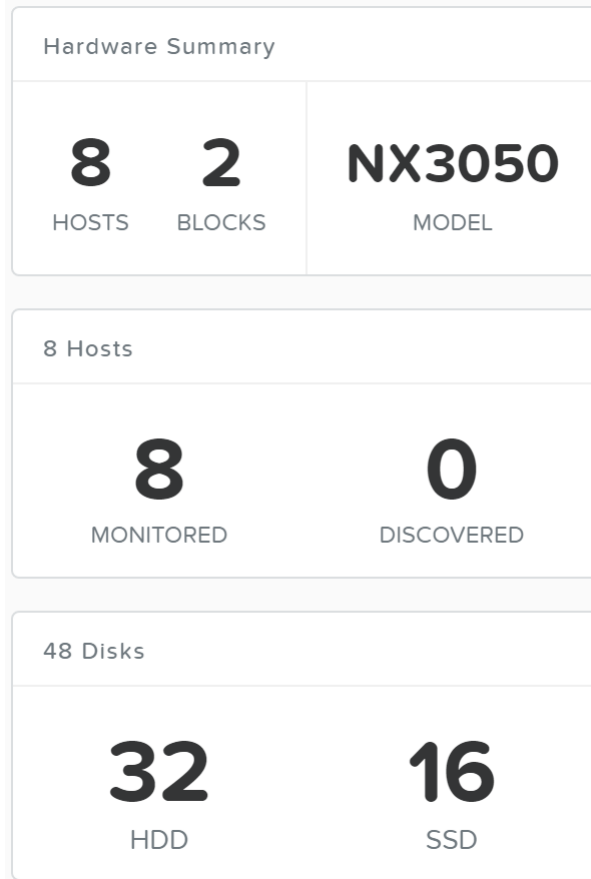 Hardware Summary
8 2 NX3050
HOSTS BLOCKS MODEL
8 Hosts
8 0
MONITORED DISCOVERED
48 Disks
32 16
HDD SSD